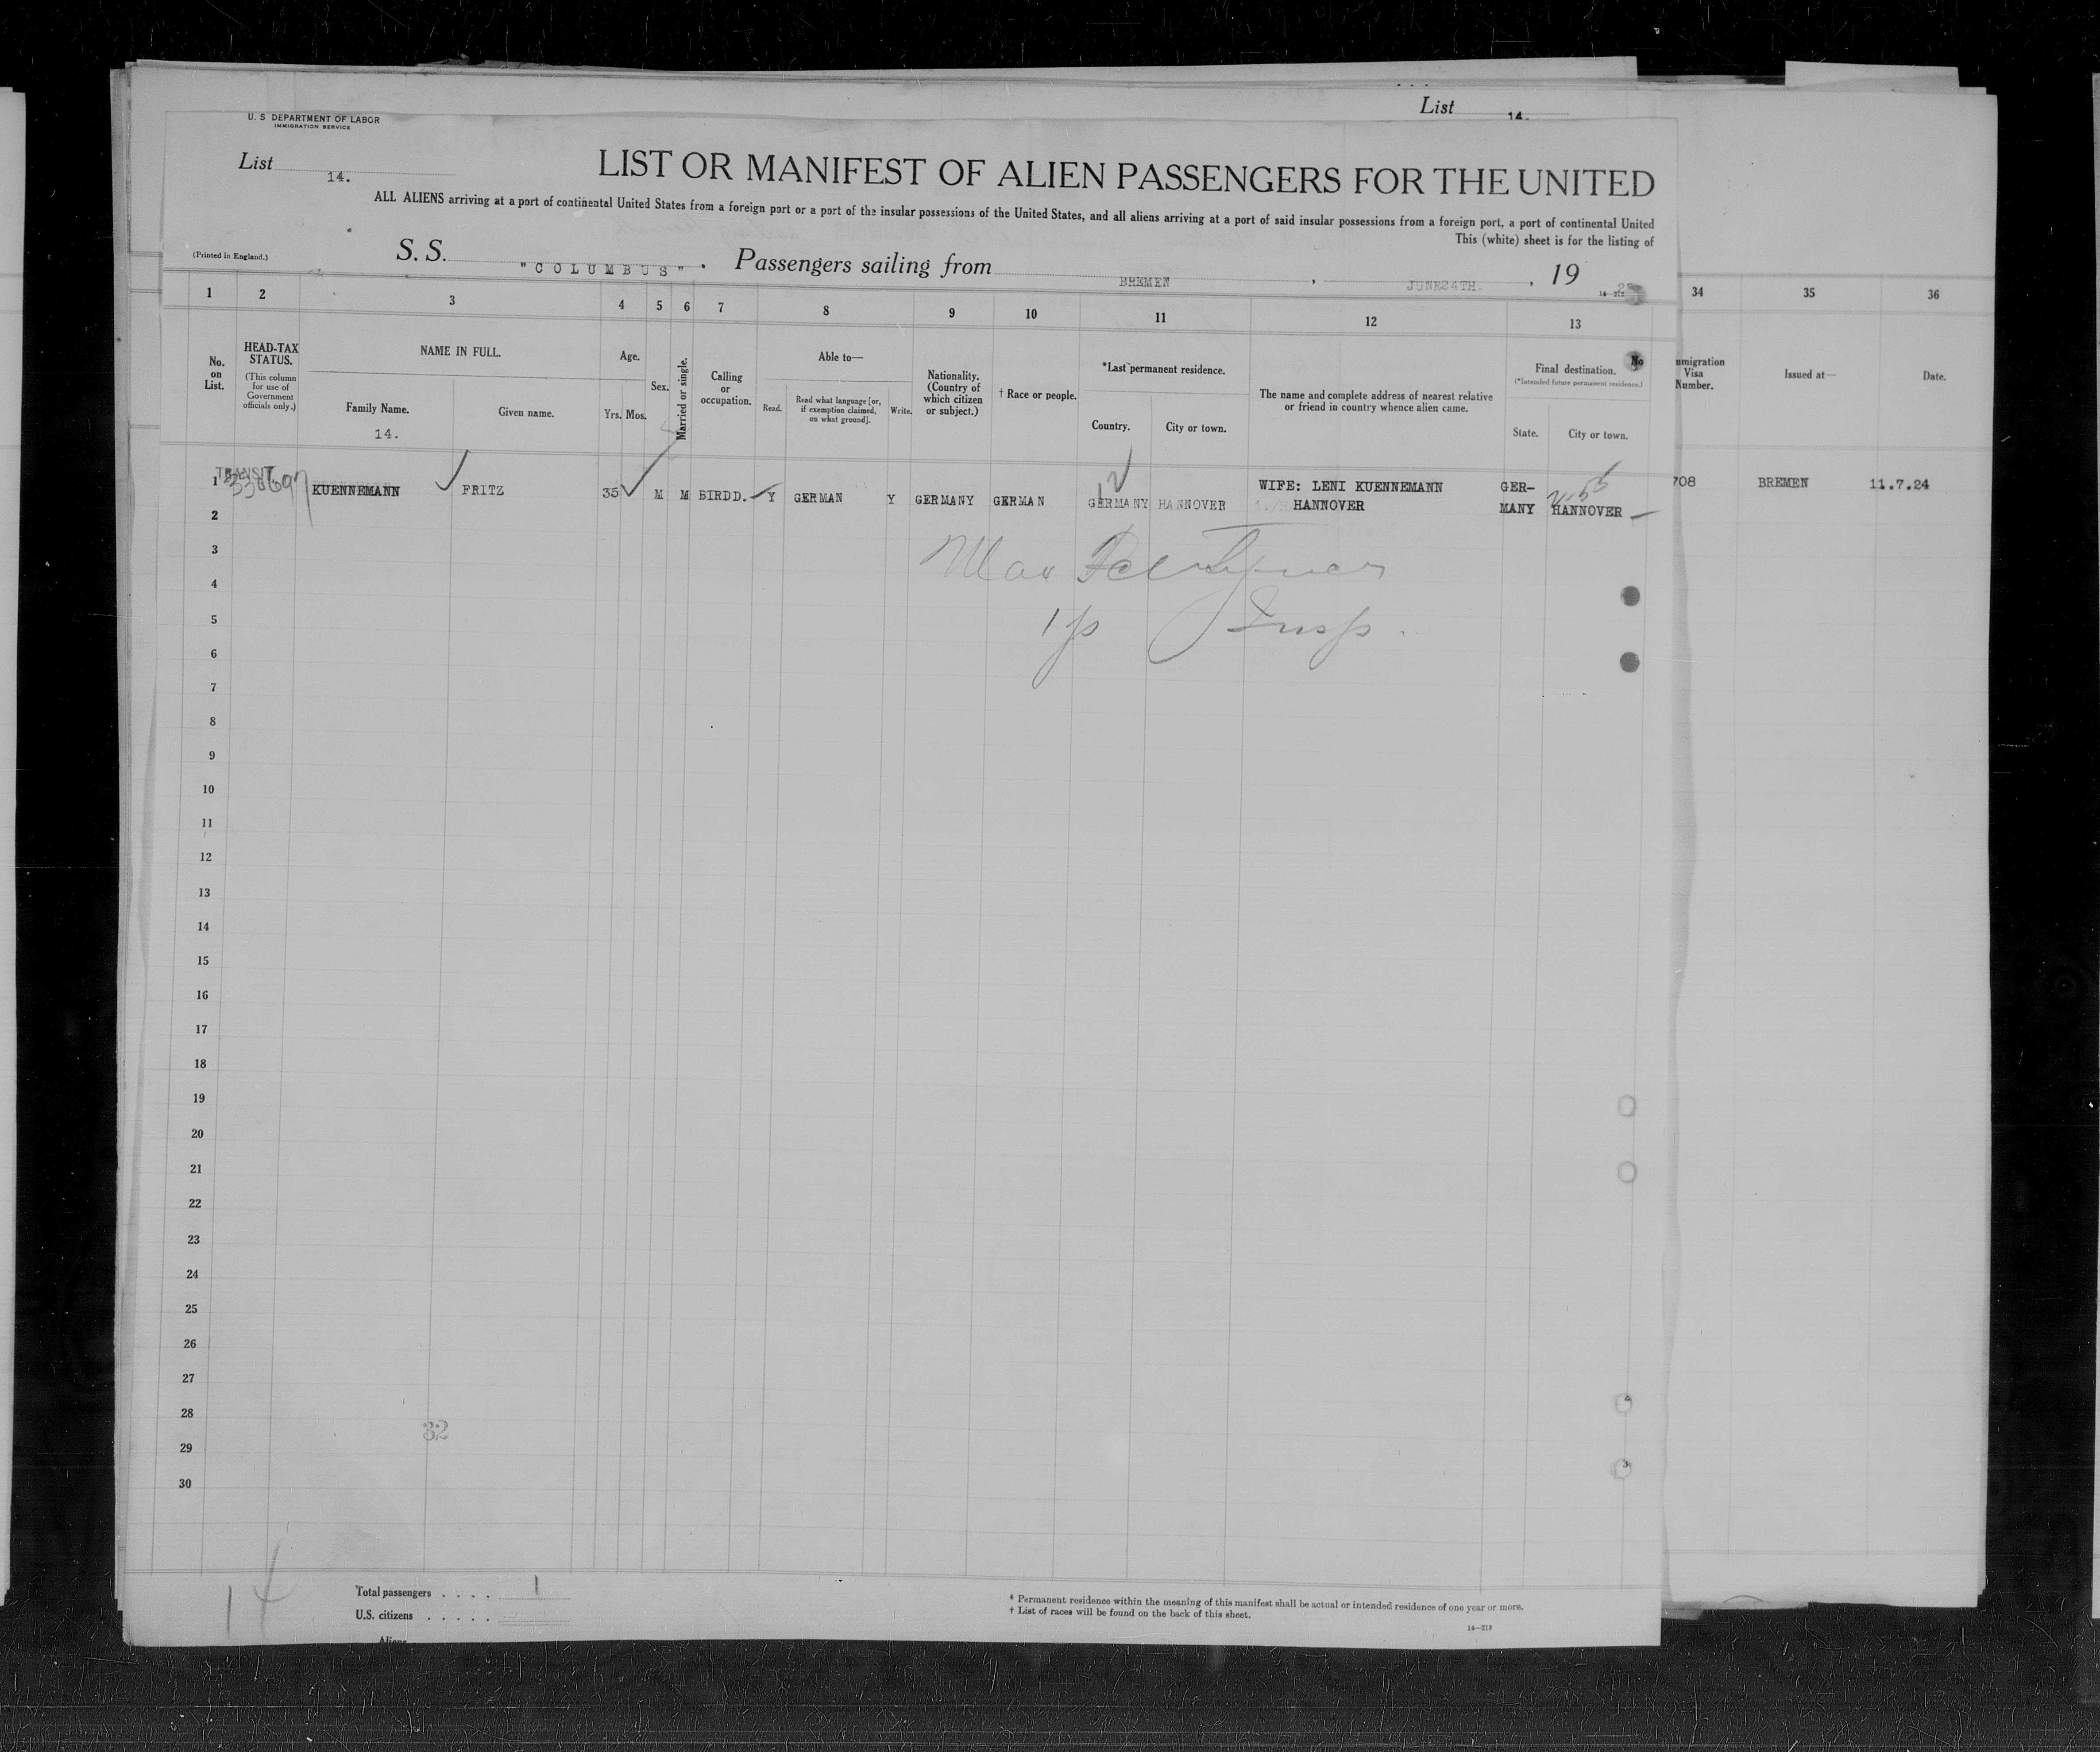 List
14.
U. S DEPARTMENT OF LABOR
IMMIGRATION SERVICE
List 14.
LIST OR MANIFEST OF ALIEN PASSENGERS FOR THE UNITED
ALL ALIENS arriving at a port of continental United States from a foreign port or a port of the insular possessions of the United States, and all aliens arriving at a port of said insular possessions from a foreign port, a port of continental United
This (white) sheet is for the listing of
(Printed in England.)
S. S. "COLUMBUS". Passengers sailing from BREMEN, JUNE24TH., 19
1 2 3 4 5 6 7 8 9 10 11 12 13 34 35 36
No. on List.
HEAD-TAX STATUS.
(This column for use of Government officials only.)
NAME IN FULL.
Family Name.
Given name.
14.
Age.
Yrs. Mos.
Sex.
Married or single.
Calling or occupation.
Able to—
Read.
Read what language [or, if exemption claimed, on what ground].
Write.
Nationality. (Country of which citizen or subject.)
† Race or people.
*Last permanent residence.
Country.
City or town.
The name and complete address of nearest relative or friend in country whence alien came.
Final destination.
(*Intended future permanent residence.)
State.
City or town.
No
mmigration Visa Number.
Issued at—
Date.
1 TRANSIT. KUENNEMANN FRITZ 35 M M BIRDD. Y GERMAN Y GERMANY GERMAN GERMANY HANNOVER WIFE: LENI KUENNEMANN HANNOVER GER-MANY HANNOVER 708 BREMEN 11.7.24
2
3
Max
4
5
1 p Insp.
6
7
8
9
10
11
12
13
14
15
16
17
18
19
20
21
22
23
24
25
26
27
28
32
29
30
14
Total passengers . . . . 1
U.S. citizens . . . . .
Aliens
* Permanent residence within the meaning of this manifest shall be actual or intended residence of one year or more.
† List of races will be found on the back of this sheet.
14—213